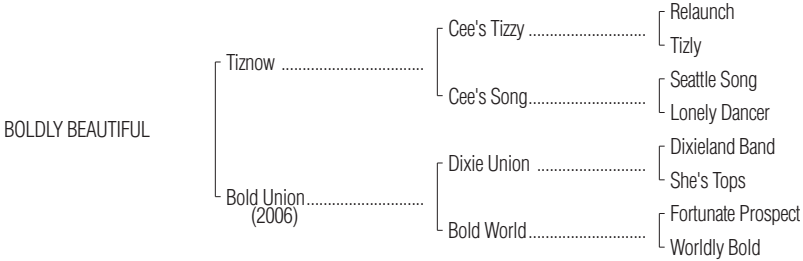 Relaunch
Cee's Tizzy ..............................
Tizly
Tiznow ....................................
Seattle Song
Cee's Song..............................
Lonely Dancer
BOLDLY BEAUTIFUL
Dixieland Band
Dixie Union ............................
She's Tops
Bold Union..............................
(2006)
Fortunate Prospect
Bold World..............................
Worldly Bold